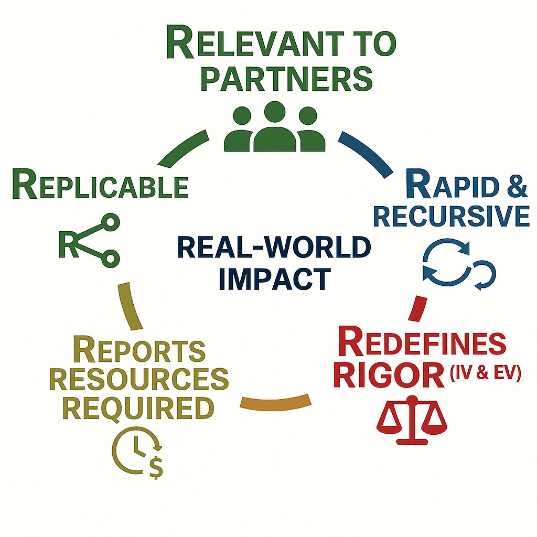 RELEVANT TO
PARTNERS
RAPID &
RECURSIVE
REDEFINES
RIGOR (IV & EV)
REPORTS
RESOURCES
REQUIRED
$
REPLICABLE
R
REAL-WORLD
IMPACT